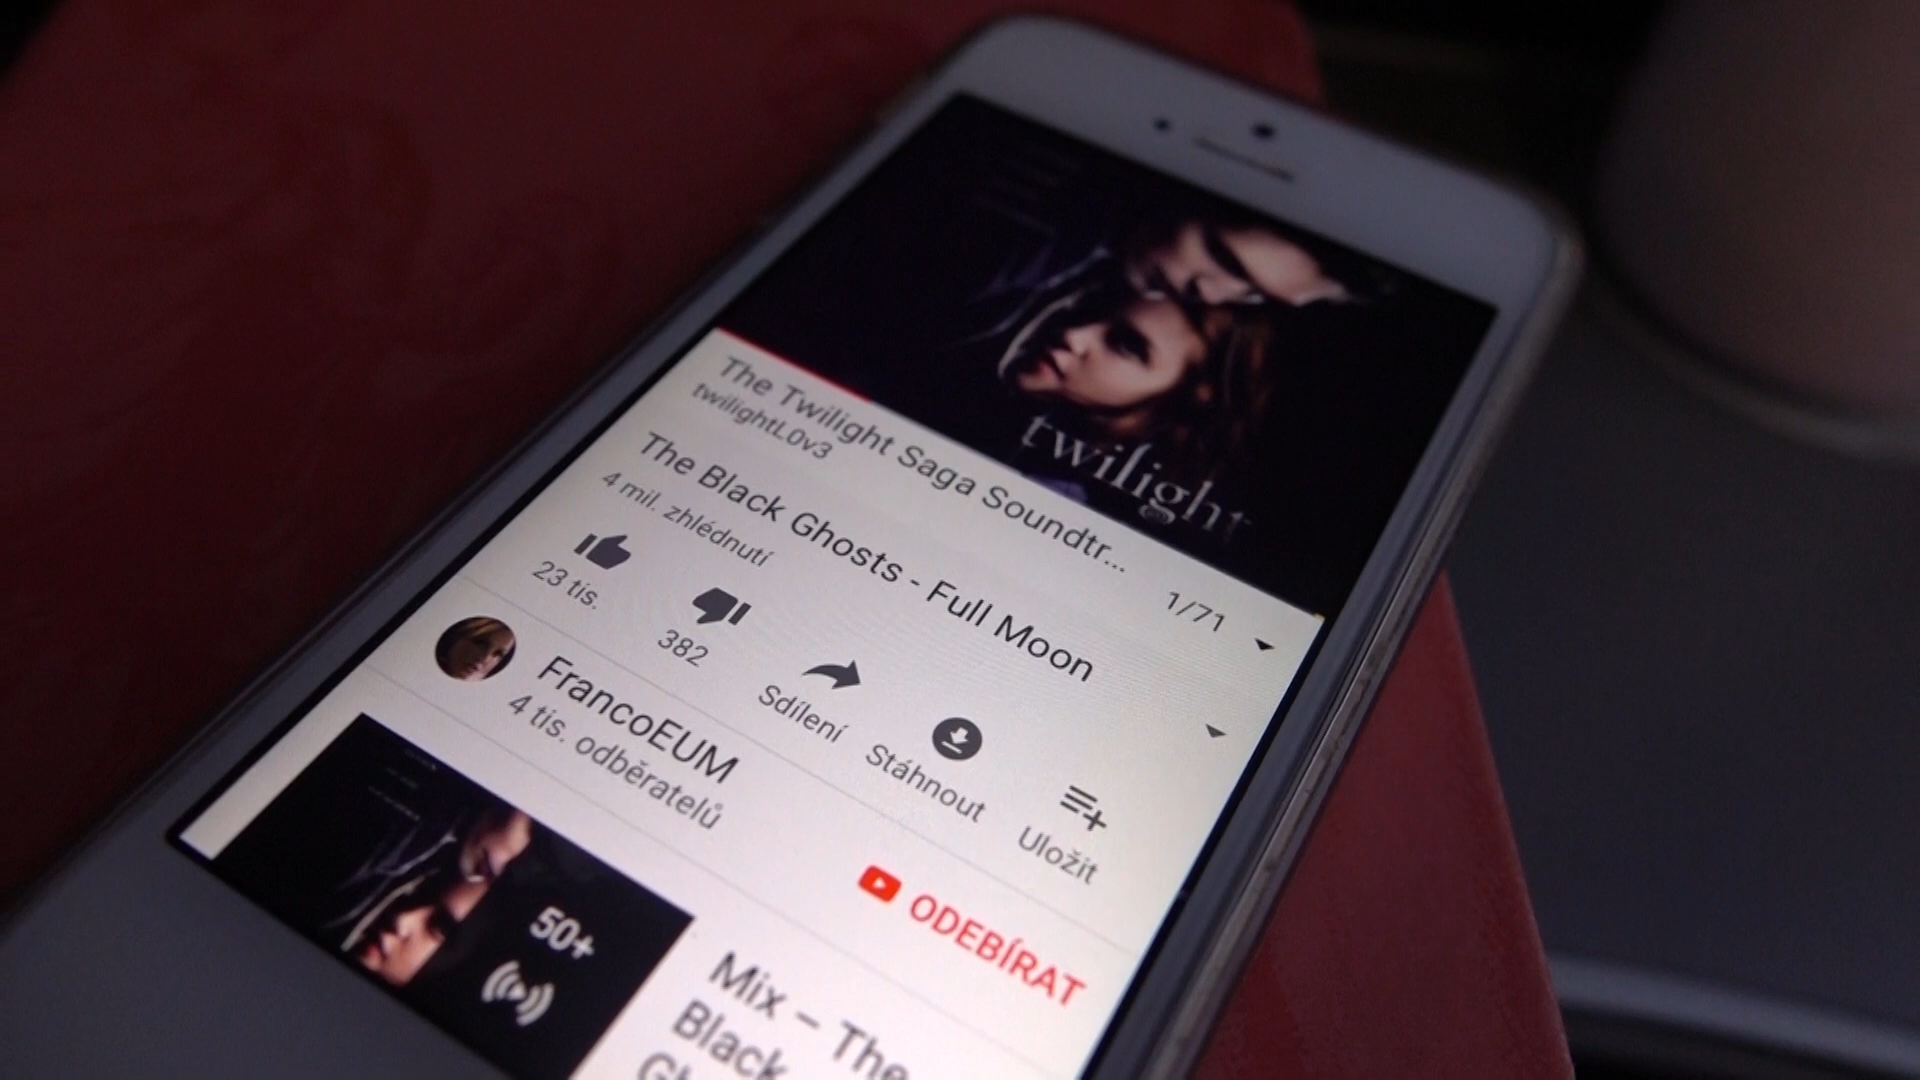 twilight
The Twilight Saga Soundtr...
twilightL0v3
1/71
The Black Ghosts - Full Moon
4 mil. zhlédnutí
23 tis.
382
Sdílení
Stáhnout
Uložit
FrancoEUM
4 tis. odběratelů
ODEBÍRAT
50+
Mix – The
Black